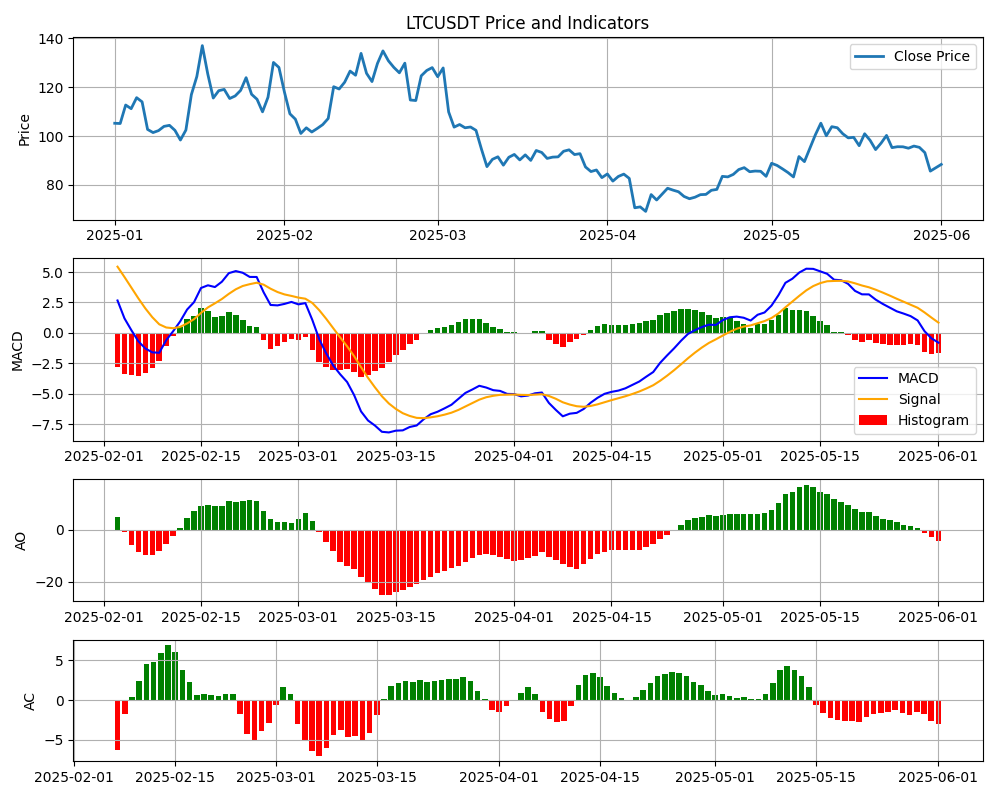 LTCUSDT Price and Indicators
140
120
100
80
Price
Close Price
2025-01 2025-02 2025-03 2025-04 2025-05 2025-06
5.0
2.5
0.0
−2.5
−5.0
−7.5
MACD
MACD
Signal
Histogram
2025-02-01 2025-02-15 2025-03-01 2025-03-15 2025-04-01 2025-04-15 2025-05-01 2025-05-15 2025-06-01
0
−20
AO
2025-02-01 2025-02-15 2025-03-01 2025-03-15 2025-04-01 2025-04-15 2025-05-01 2025-05-15 2025-06-01
5
0
−5
AC
2025-02-01 2025-02-15 2025-03-01 2025-03-15 2025-04-01 2025-04-15 2025-05-01 2025-05-15 2025-06-01